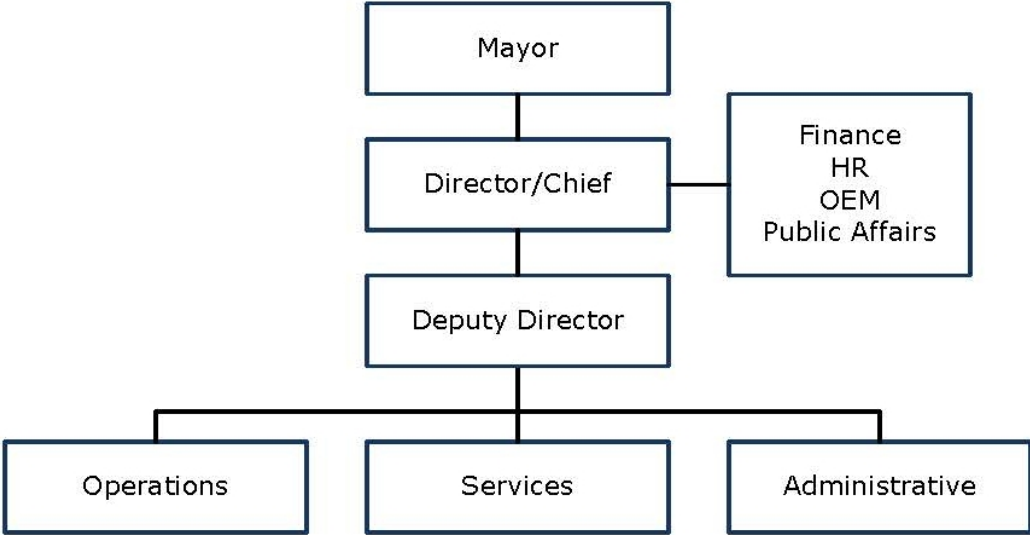 Mayor
Director/Chief
Finance
HR
OEM
Public Affairs
Deputy Director
Operations
Services
Administrative